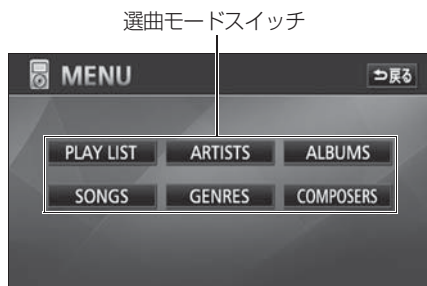 選曲モードスイッチ
MENU
戻る
PLAY LIST ARTISTS ALBUMS
SONGS GENRES COMPOSERS